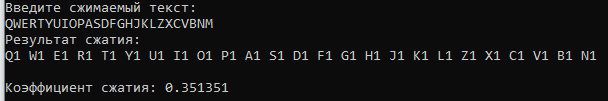 Введите сжимаемый текст:
QWERTYUIOPASDFGHJKLZXCVBNM
Результат сжатия:
Q1 W1 E1 R1 T1 Y1 U1 I1 O1 P1 A1 S1 D1 F1 G1 H1 J1 K1 L1 Z1 X1 C1 V1 B1 N1
Коэффициент сжатия: 0.351351